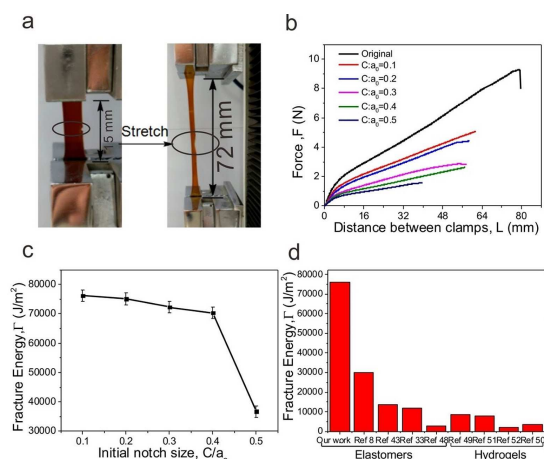 a
15 mm
Stretch
72 mm
b
Force ,F (N)
10
8
6
4
2
0
Original
C:a₀=0.1
C:a₀=0.2
C:a₀=0.3
C:a₀=0.4
C:a₀=0.5
0 16 32 48 64 80
Distance between clamps, L (mm)
c
Fracture Energy,Γ (J/m²)
80000
70000
60000
50000
40000
30000
0.1 0.2 0.3 0.4 0.5
Initial notch size, C/a₀
d
Fracture Energy,Γ (J/m²)
80000
70000
60000
50000
40000
30000
20000
10000
0
Our work Ref 8 Ref 43 Ref 33 Ref 48 Ref 49 Ref 51 Ref 52 Ref 50
Elastomers Hydrogels